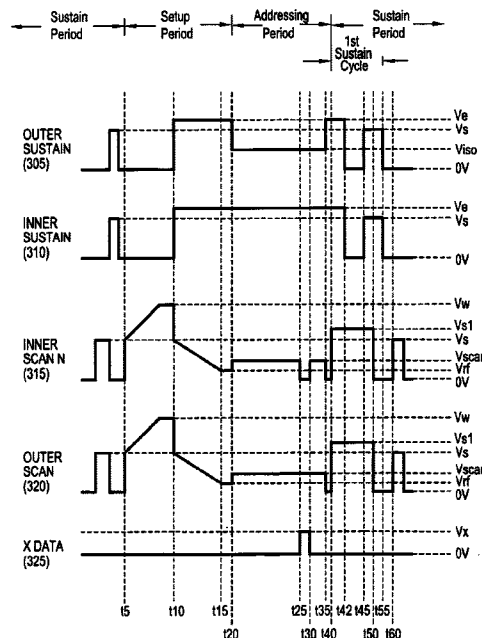 Sustain Period
Setup Period
Addressing Period
Sustain Period
1st Sustain Cycle
OUTER SUSTAIN (305)
Ve
Vs
Viso
0V
INNER SUSTAIN (310)
Ve
Vs
0V
INNER SCAN N (315)
Vw
Vs1
Vs
Vscan
Vrf
0V
OUTER SCAN (320)
Vw
Vs1
Vs
Vscan
Vrf
0V
X DATA (325)
Vx
0V
t5 t10 t15 t25 t35 t42 t45 t55
t20 t30 t40 t50 t60